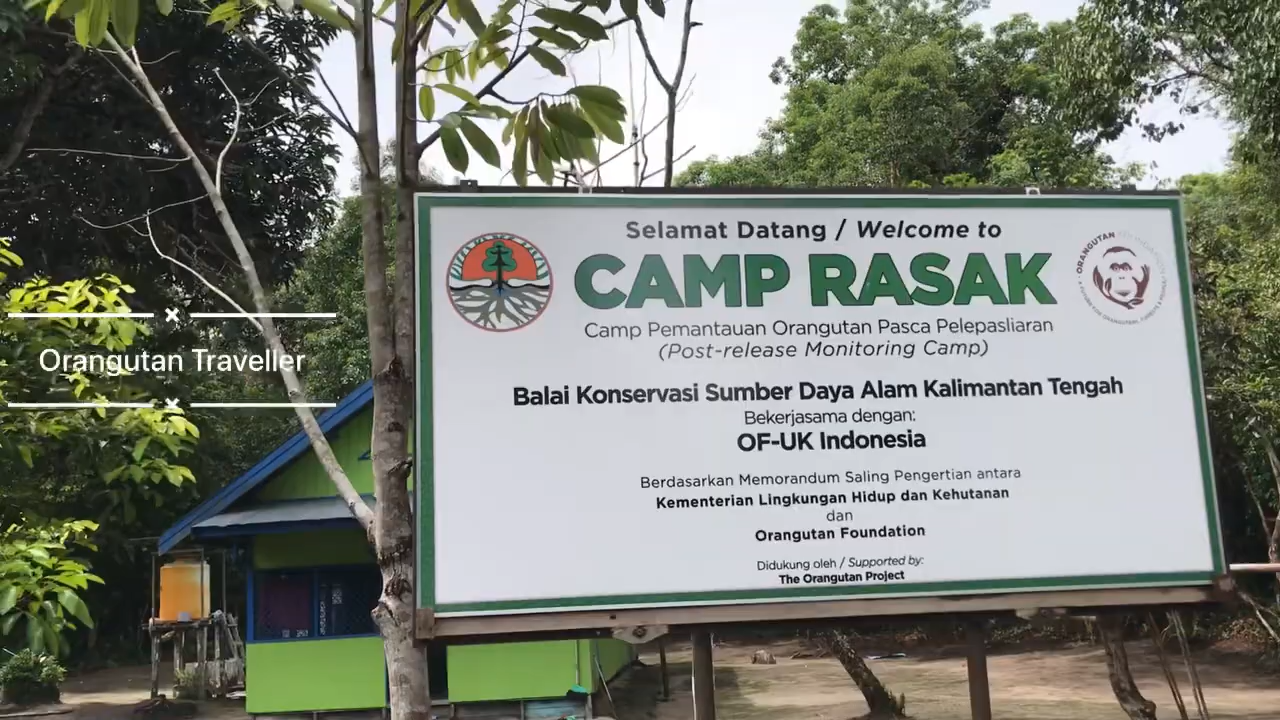 Selamat Datang / Welcome to
CAMP RASAK
Camp Pemantauan Orangutan Pasca Pelepasliaran
(Post-release Monitoring Camp)
Balai Konservasi Sumber Daya Alam Kalimantan Tengah
Bekerjasama dengan:
OF-UK Indonesia
Berdasarkan Memorandum Saling Pengertian antara
Kementerian Lingkungan Hidup dan Kehutanan
dan
Orangutan Foundation
Didukung oleh / Supported by:
The Orangutan Project
ORANGUTAN
Orangutan Traveller